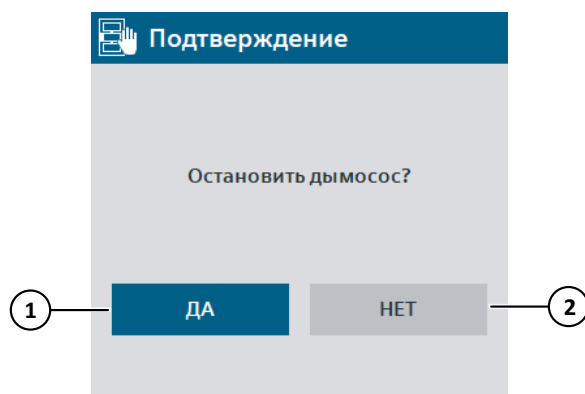 Подтверждение
Остановить дымосос?
1
ДА
НЕТ
2